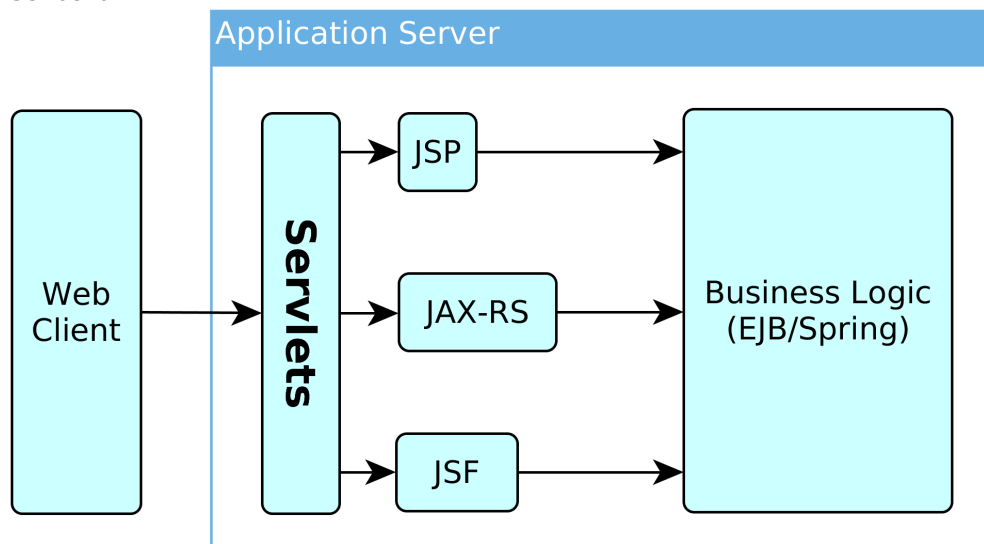 Application Server
Web
Client
Servlets
JSP
JAX-RS
JSF
Business Logic
(EJB/Spring)